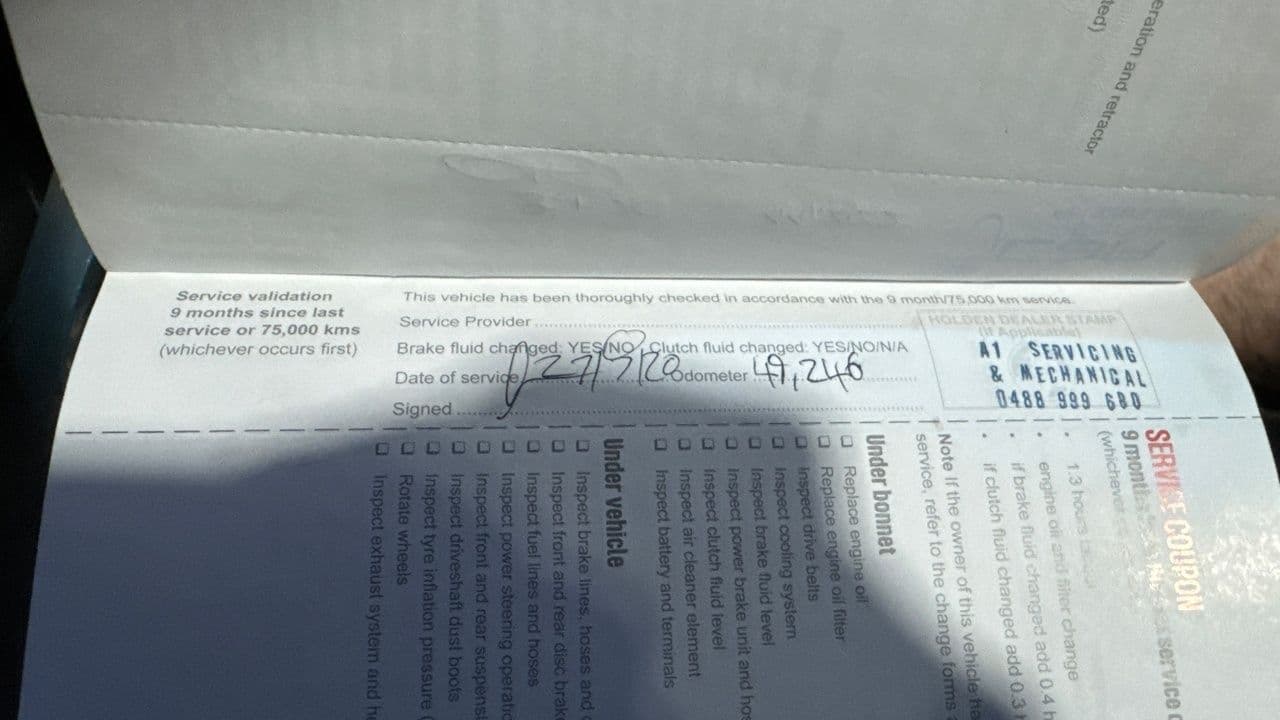 eration and retractor
ted)
Service validation
9 months since last
service or 75,000 kms
(whichever occurs first)
This vehicle has been thoroughly checked in accordance with the 9 month/75,000 km service.
Service Provider
Brake fluid changed: YES/NO Clutch fluid changed: YES/NO/N/A
Date of service 27/7/20 Odometer 49,246
Signed
HOLDEN DEALER STAMP
(If Applicable)
A1 SERVICING
& MECHANICAL
0488 999 680
SERVICE COUPON
9 month service
(whichever
1.3 hours
engine oil and filter change
if brake fluid changed add 0.4 h
if clutch fluid changed add 0.3 h
Note If the owner of this vehicle ha
service, refer to the change forms a
Under bonnet
Replace engine oil
Replace engine oil filter
Inspect drive belts
Inspect cooling system
Inspect brake fluid level
Inspect power brake unit and hos
Inspect clutch fluid level
Inspect air cleaner element
Inspect battery and terminals
Under vehicle
Inspect brake lines, hoses and c
Inspect front and rear disc brak
Inspect fuel lines and hoses
Inspect power steering operatio
Inspect front and rear suspensi
Inspect driveshaft dust boots
Inspect tyre inflation pressure (
Rotate wheels
Inspect exhaust system and h